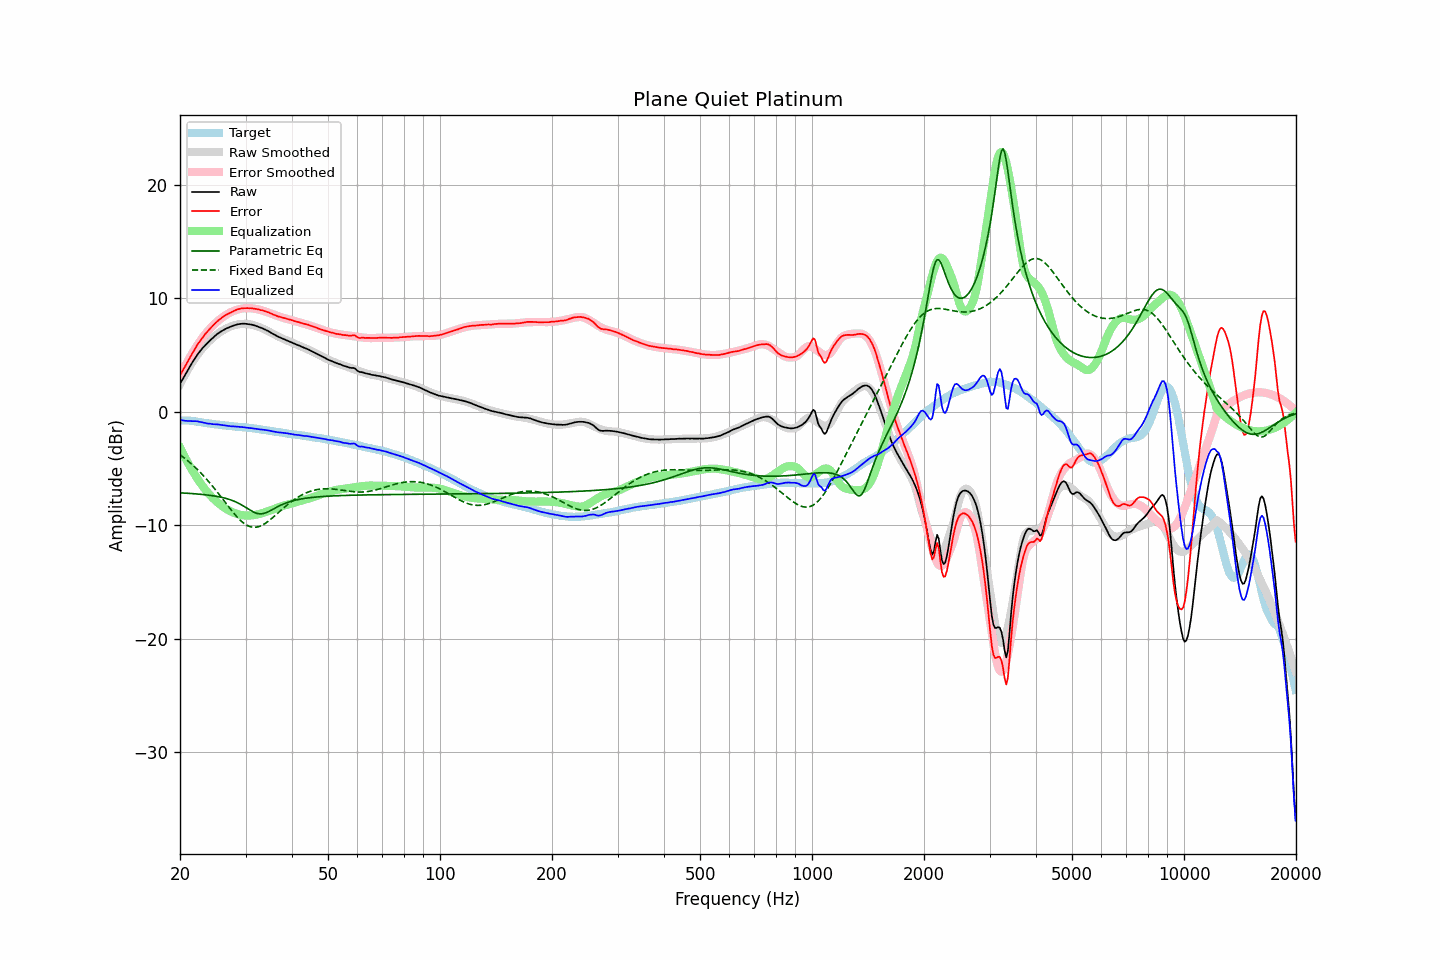 Plane Quiet Platinum
Target
Raw Smoothed
Error Smoothed
Raw
Error
Equalization
Parametric Eq
Fixed Band Eq
Equalized
20
10
0
−10
−20
−30
Amplitude (dBr)
20 50 100 200 500 1000 2000 5000 10000 20000
Frequency (Hz)